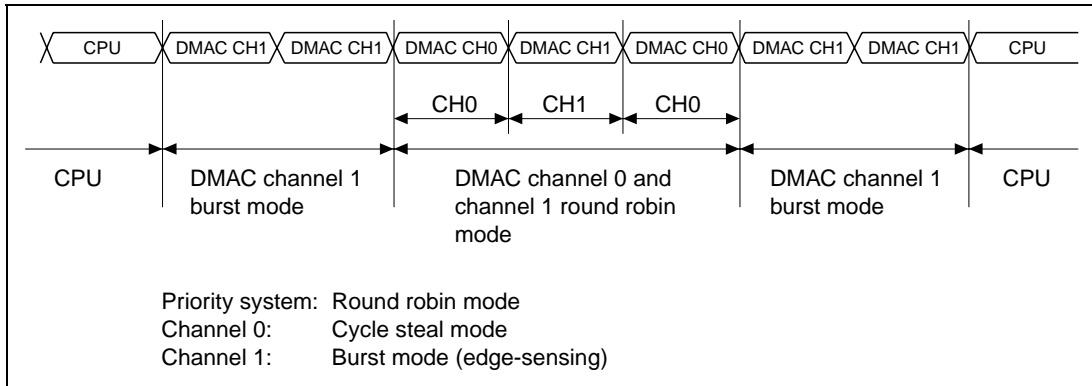 CPU DMAC CH1 DMAC CH1 DMAC CH0 DMAC CH1 DMAC CH0 DMAC CH1 DMAC CH1 CPU
CH0 CH1 CH0
CPU
DMAC channel 1
burst mode
DMAC channel 0 and
channel 1 round robin
mode
DMAC channel 1
burst mode
CPU
Priority system: Round robin mode
Channel 0: Cycle steal mode
Channel 1: Burst mode (edge-sensing)